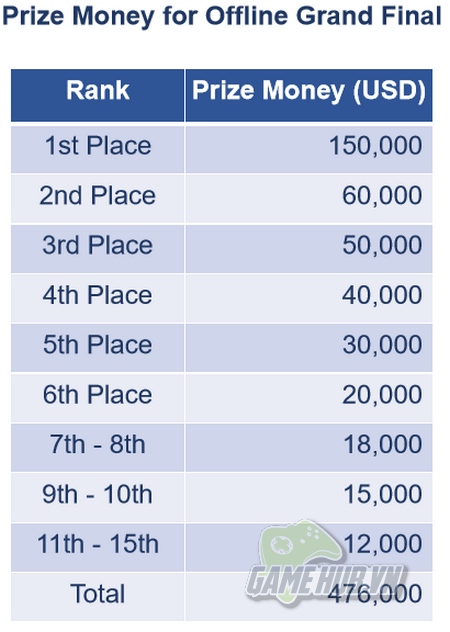 Prize Money for Offline Grand Final
Rank Prize Money (USD)
1st Place 150,000
2nd Place 60,000
3rd Place 50,000
4th Place 40,000
5th Place 30,000
6th Place 20,000
7th - 8th 18,000
9th - 10th 15,000
11th - 15th 12,000
Total 476,000
GAMEHUB.VN